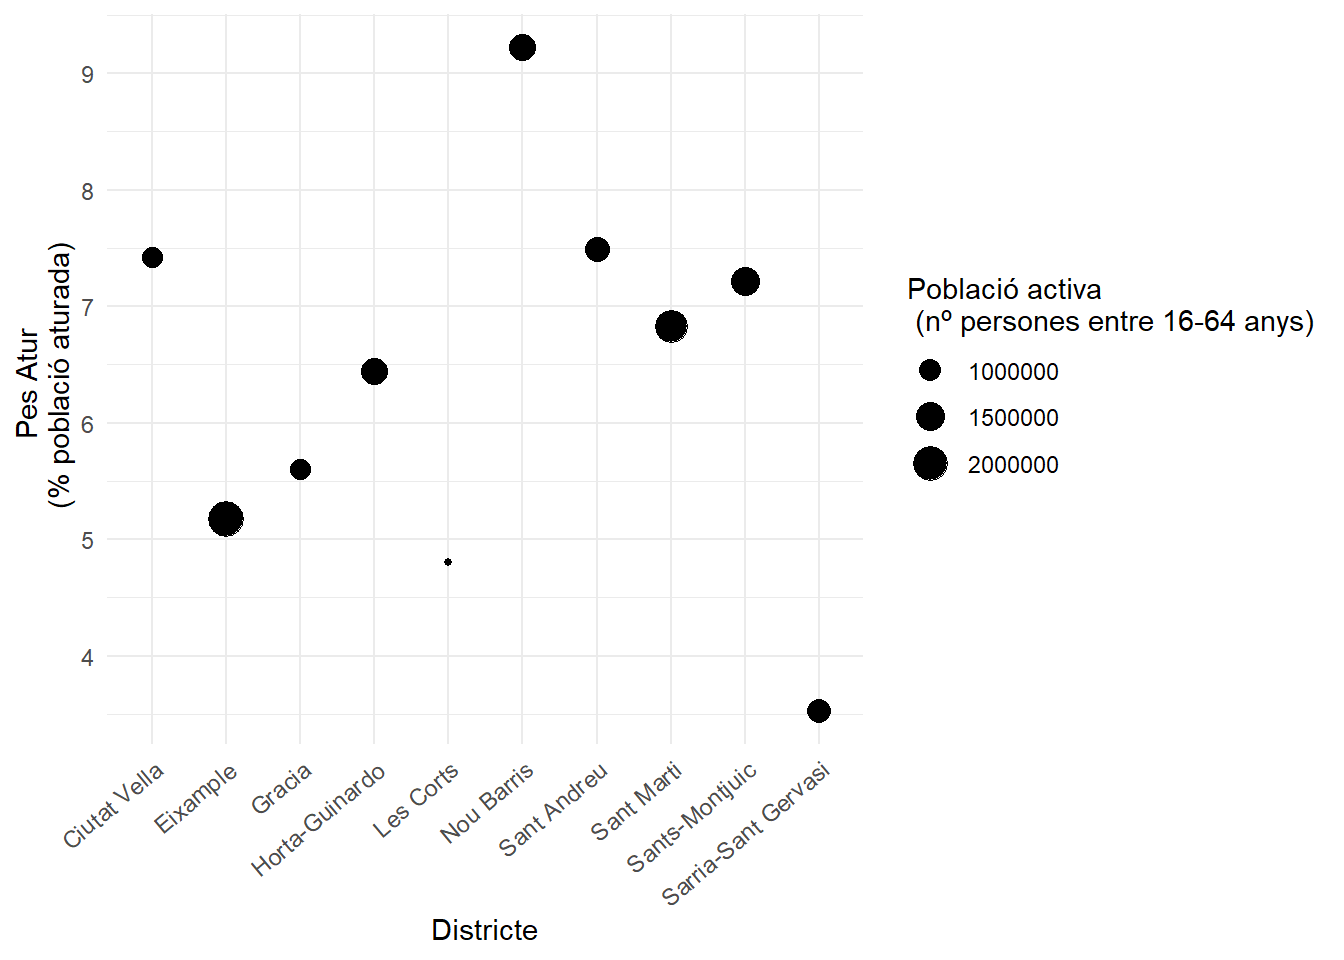 9
8
7
6
5
4
Pes Atur
(% població aturada)
Ciutat Vella
Eixample
Gracia
Horta-Guinardo
Les Corts
Nou Barris
Sant Andreu
Sant Marti
Sants-Montjuic
Sarria-Sant Gervasi
Districte
Població activa
(nº persones entre 16-64 anys)
1000000
1500000
2000000